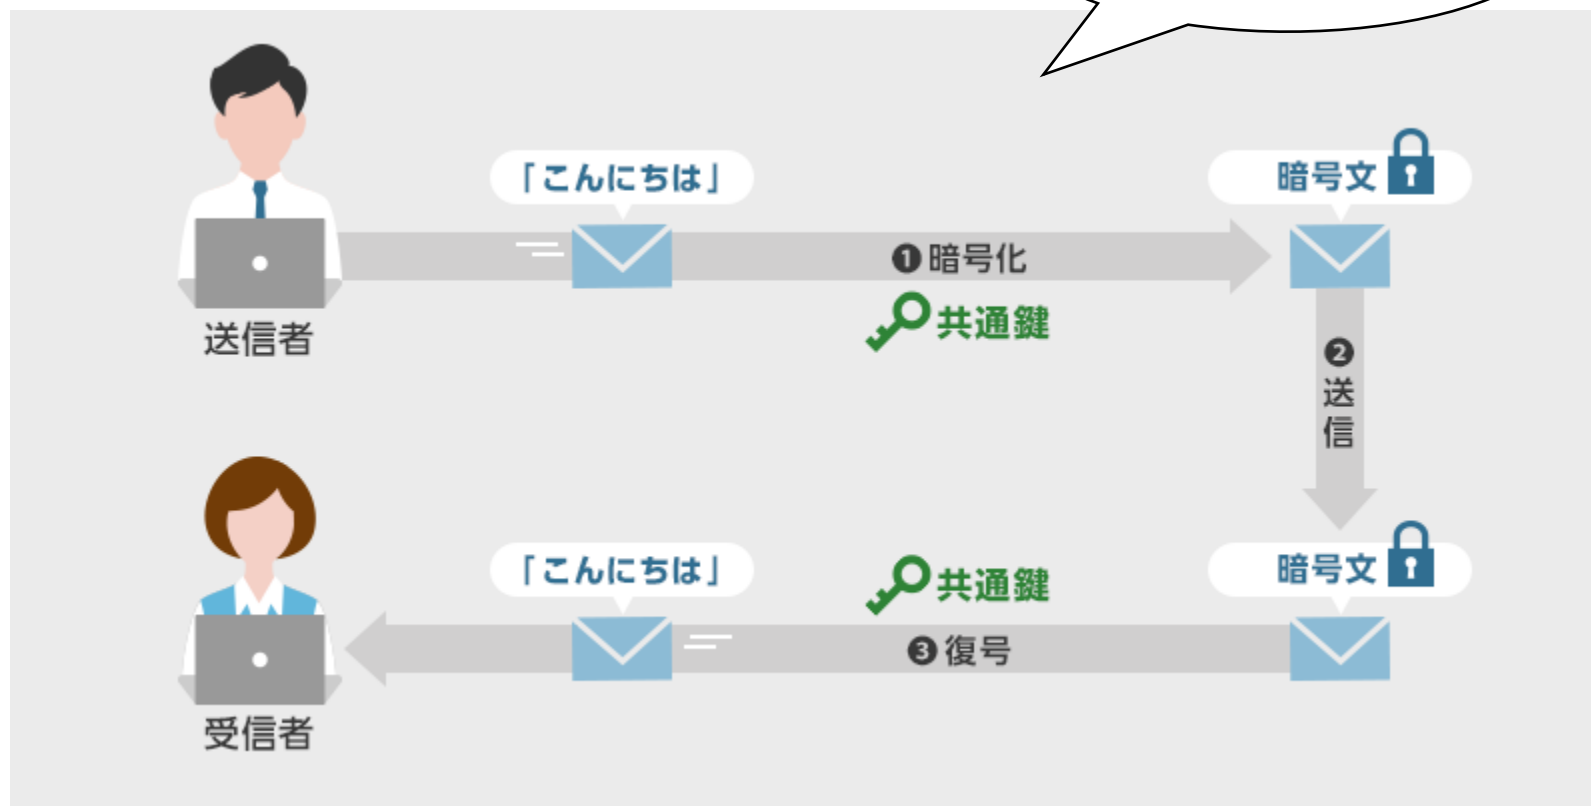 「こんにちは」
暗号文
❶暗号化
共通鍵
送信者
❷送信
「こんにちは」
共通鍵
暗号文
❸復号
受信者